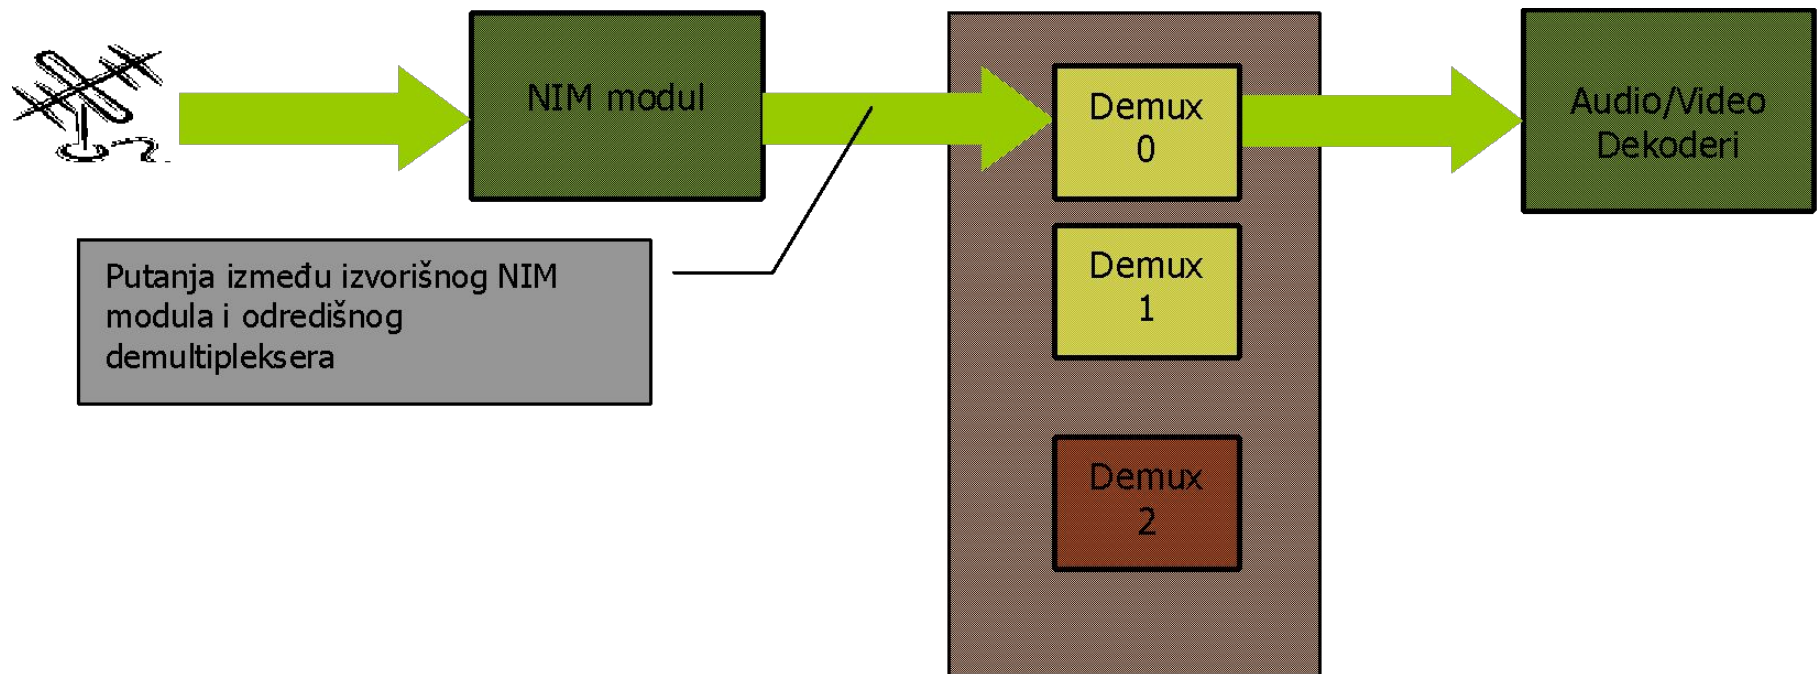 NIM modul
Demux
0
Audio/Video
Dekoderi
Putanja između izvorišnog NIM
modula i odredišnog
demultipleksera
Demux
1
Demux
2